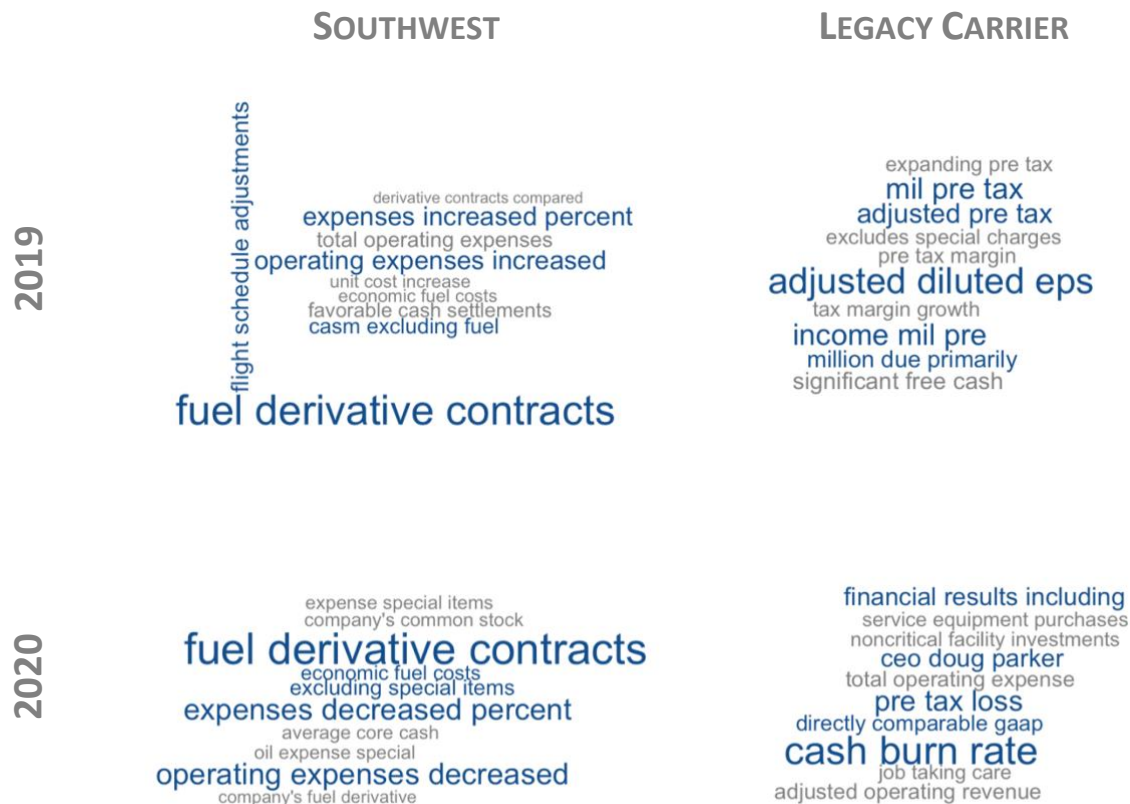 SOUTHWEST
LEGACY CARRIER
2019
flight schedule adjustments
derivative contracts compared
expenses increased percent
total operating expenses
operating expenses increased
unit cost increase
economic fuel costs
favorable cash settlements
casm excluding fuel
fuel derivative contracts
expanding pre tax
mil pre tax
adjusted pre tax
excludes special charges
pre tax margin
adjusted diluted eps
tax margin growth
income mil pre
million due primarily
significant free cash
2020
expense special items
company's common stock
fuel derivative contracts
economic fuel costs
excluding special items
expenses decreased percent
average core cash
oil expense special
operating expenses decreased
company's fuel derivative
financial results including
service equipment purchases
noncritical facility investments
ceo doug parker
total operating expense
pre tax loss
directly comparable gaap
cash burn rate
job taking care
adjusted operating revenue